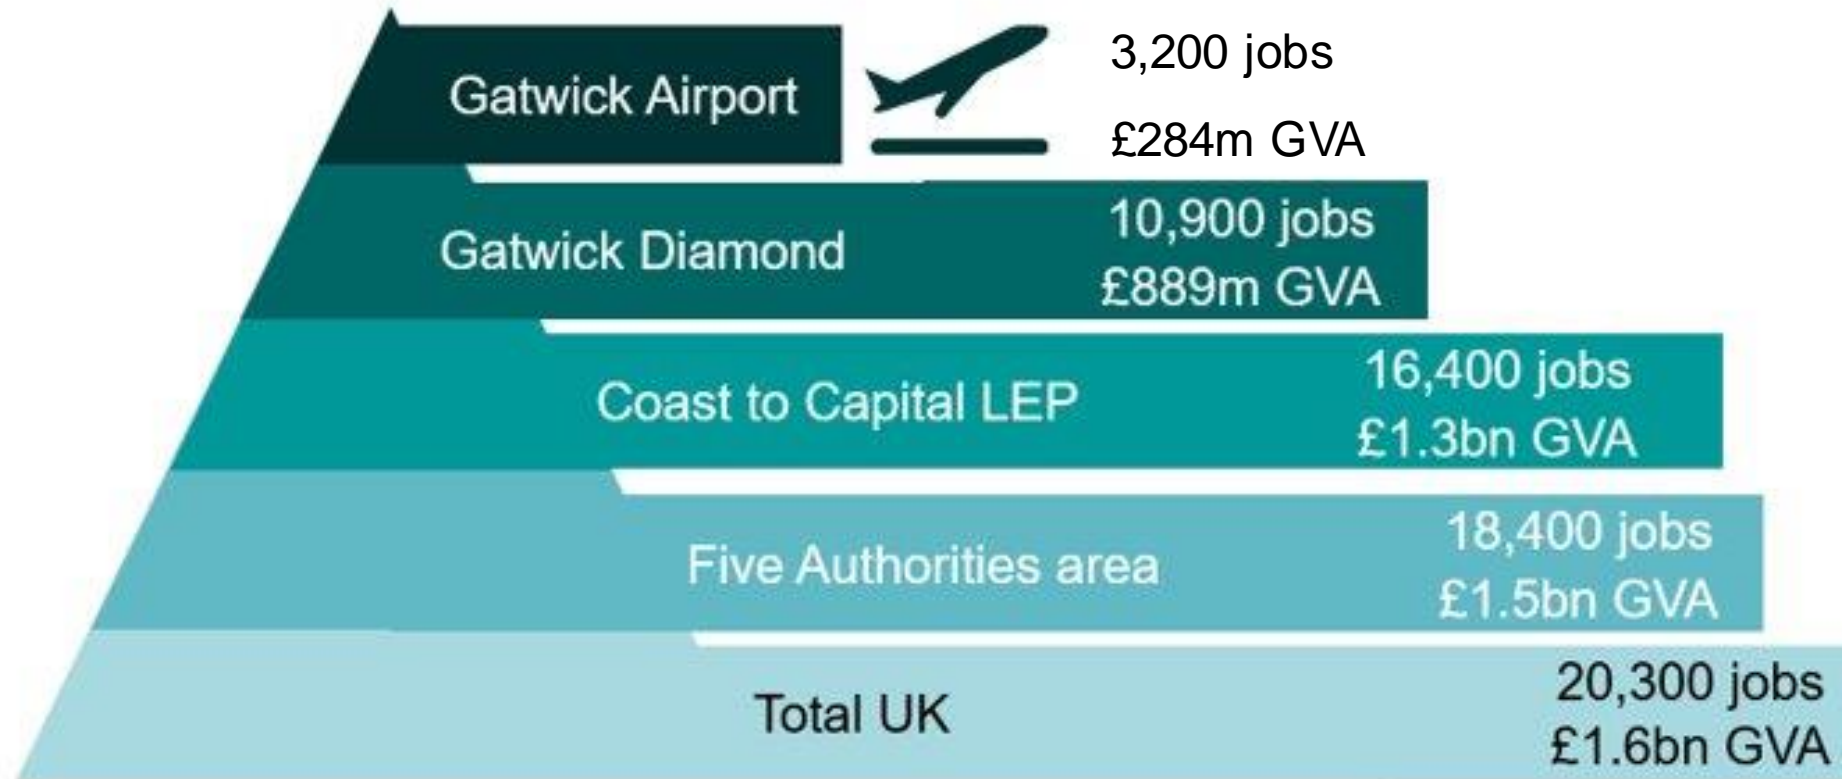 Gatwick Airport
3,200 jobs
£284m GVA
Gatwick Diamond
10,900 jobs
£889m GVA
Coast to Capital LEP
16,400 jobs
£1.3bn GVA
Five Authorities area
18,400 jobs
£1.5bn GVA
Total UK
20,300 jobs
£1.6bn GVA